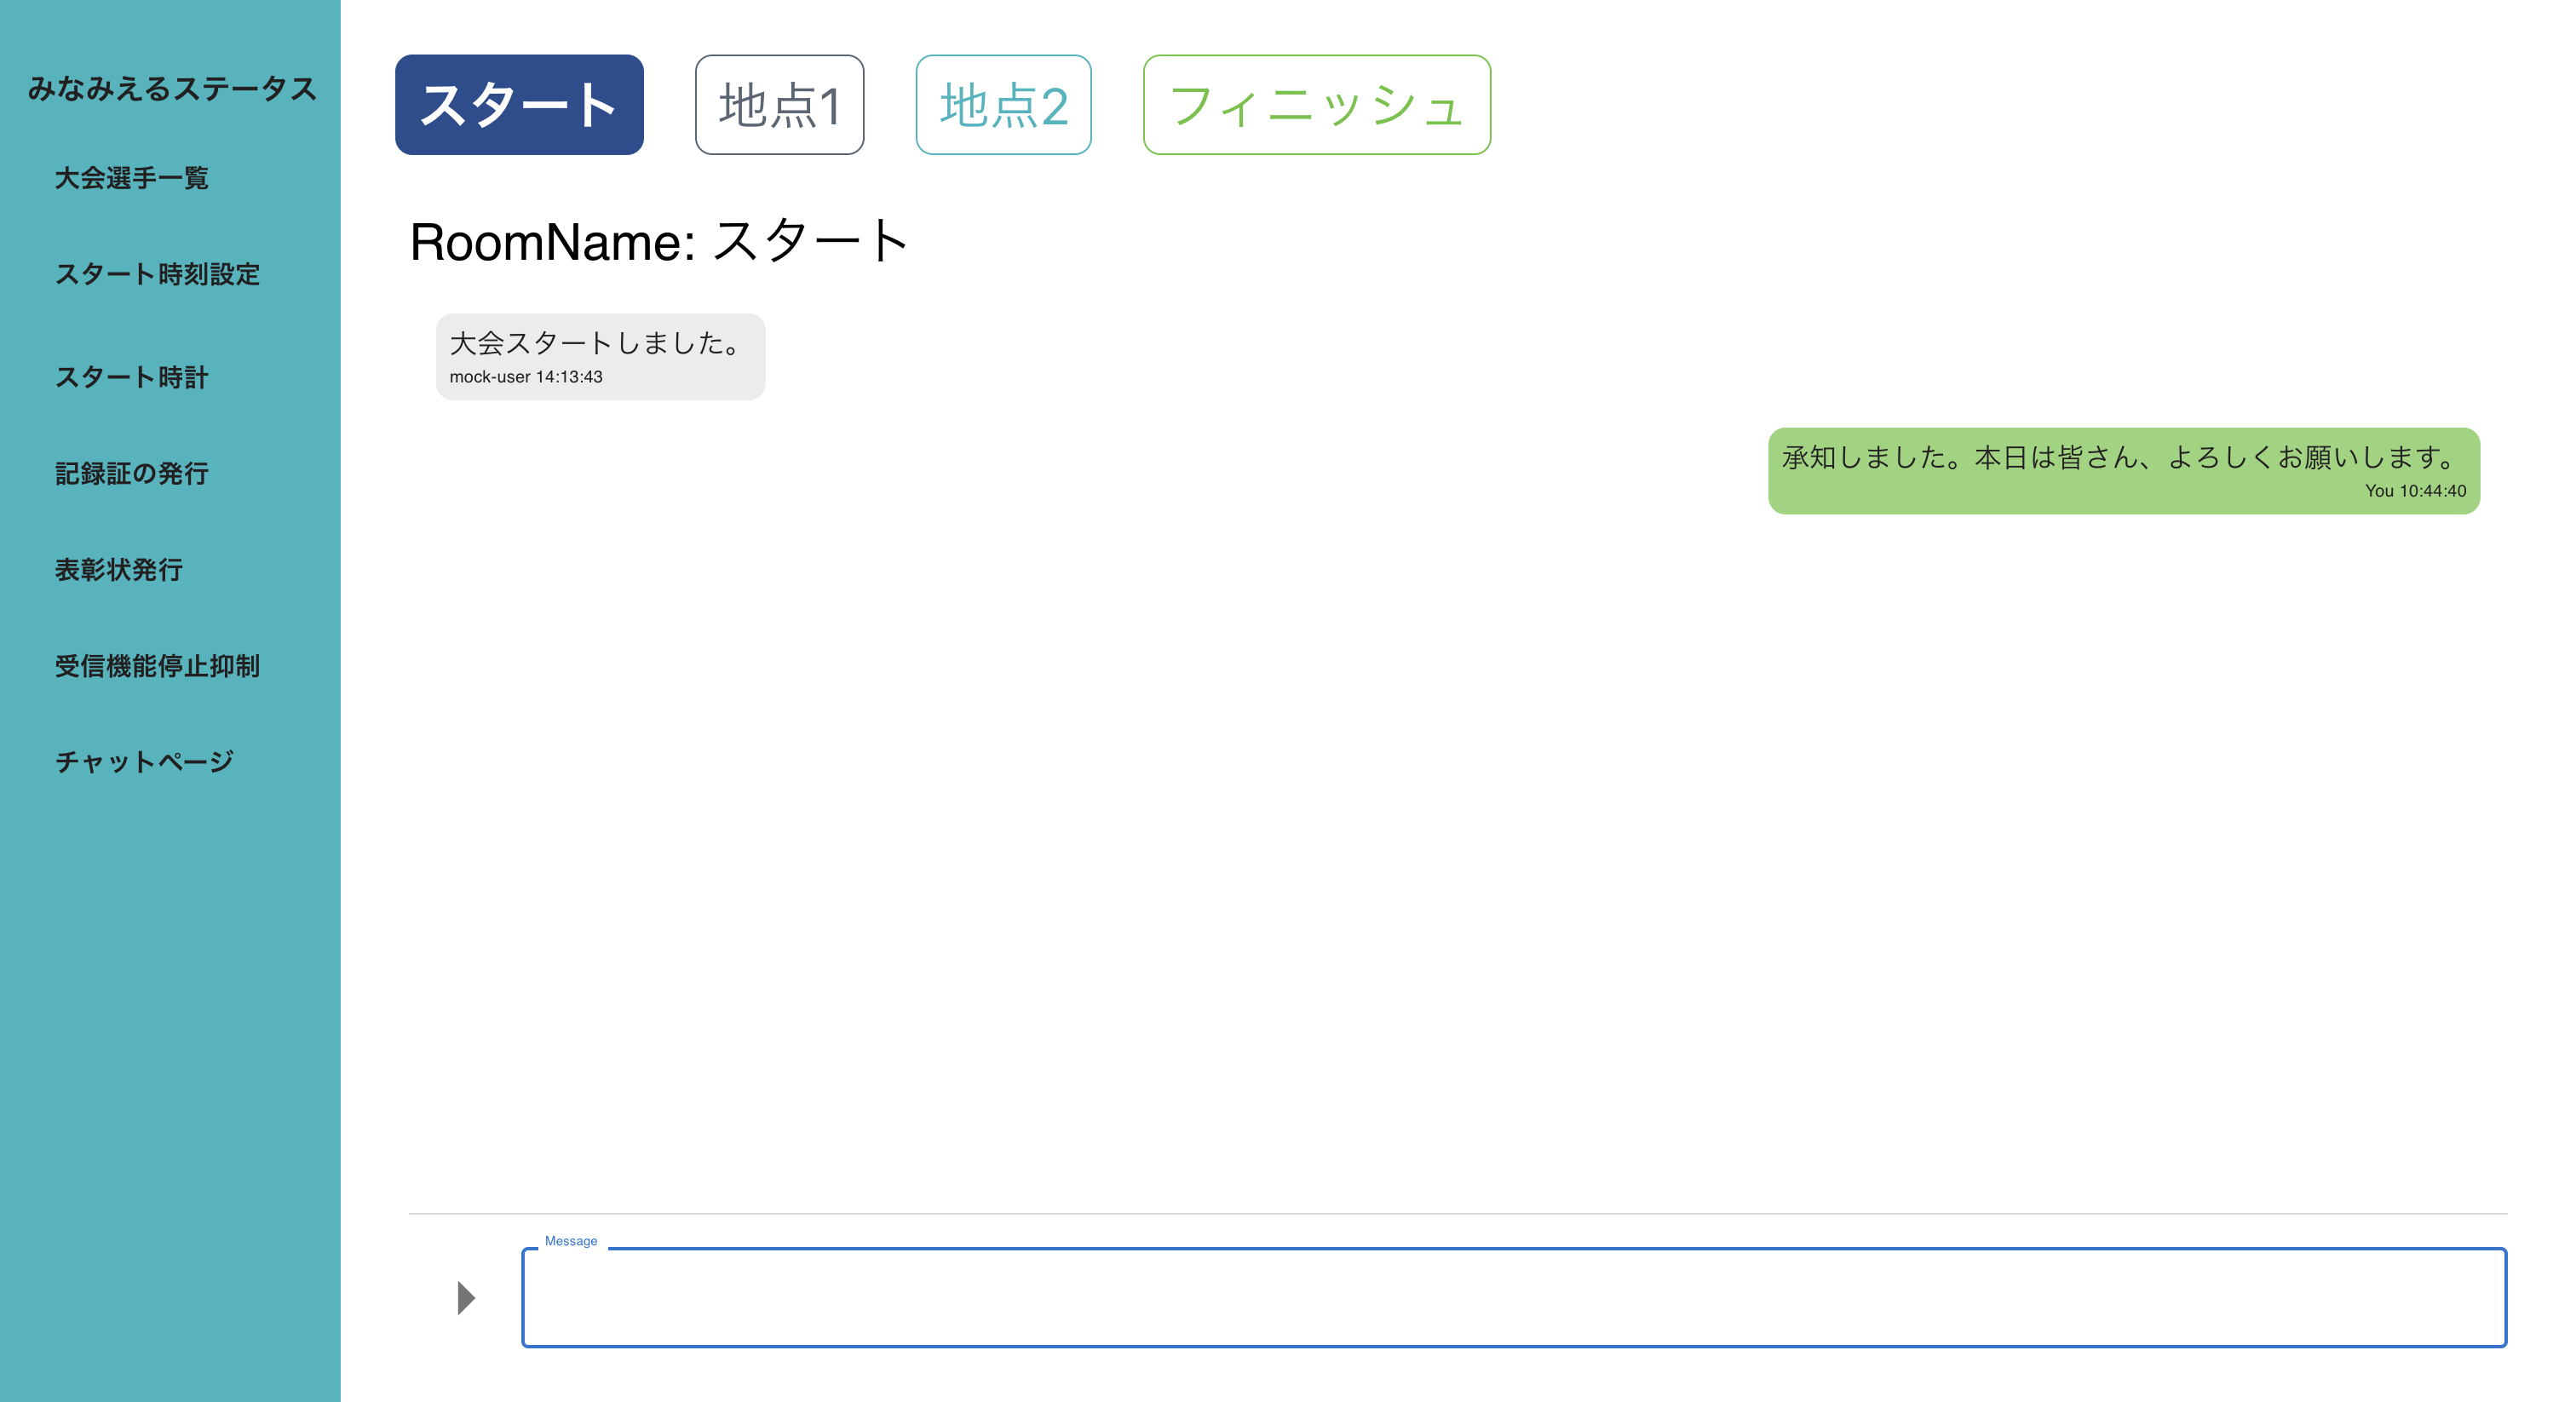 みなみえるステータス
大会選手一覧
スタート時刻設定
スタート時計
記録証の発行
表彰状発行
受信機能停止抑制
チャットページ
スタート
地点1
地点2
フィニッシュ
RoomName: スタート
大会スタートしました。
mock-user 14:13:43
承知しました。本日は皆さん、よろしくお願いします。
You 10:44:40
Message